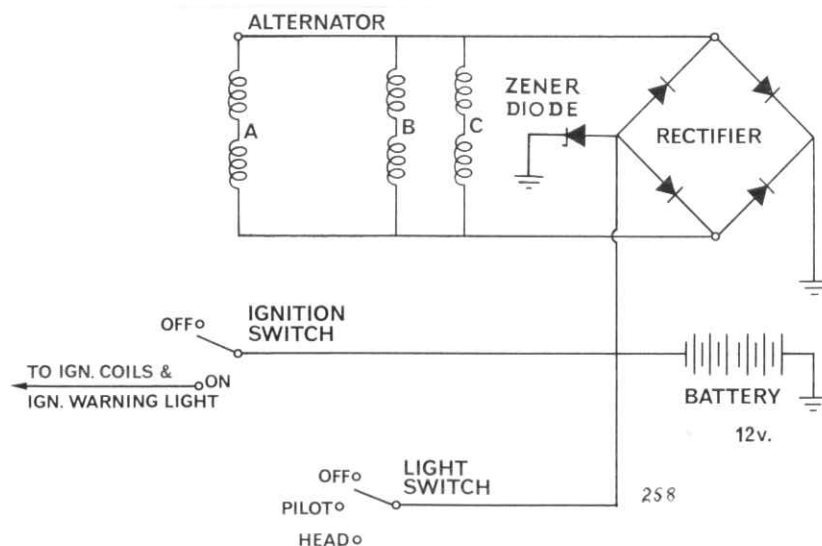 ALTERNATOR
A
B
C
ZENER
DIODE
RECTIFIER
IGNITION
SWITCH
OFF
TO IGN. COILS &
ON
IGN. WARNING LIGHT
BATTERY
12v.
LIGHT
SWITCH
OFF
PILOT
HEAD
258